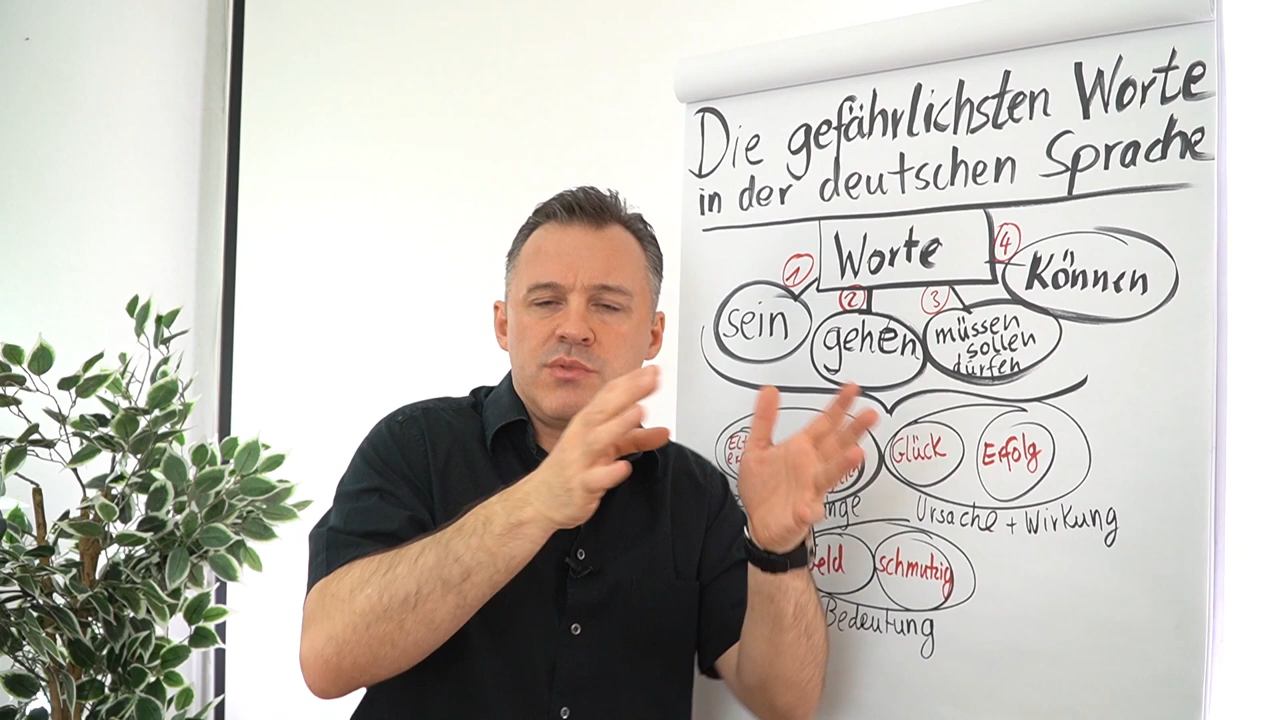 Die gefährlichsten Worte
in der deutschen Sprache
Worte
1
2
3
4
sein
gehen
müssen
sollen
dürfen
Können
Glück
Erfolg
Ursache + Wirkung
schmutzig
Bedeutung